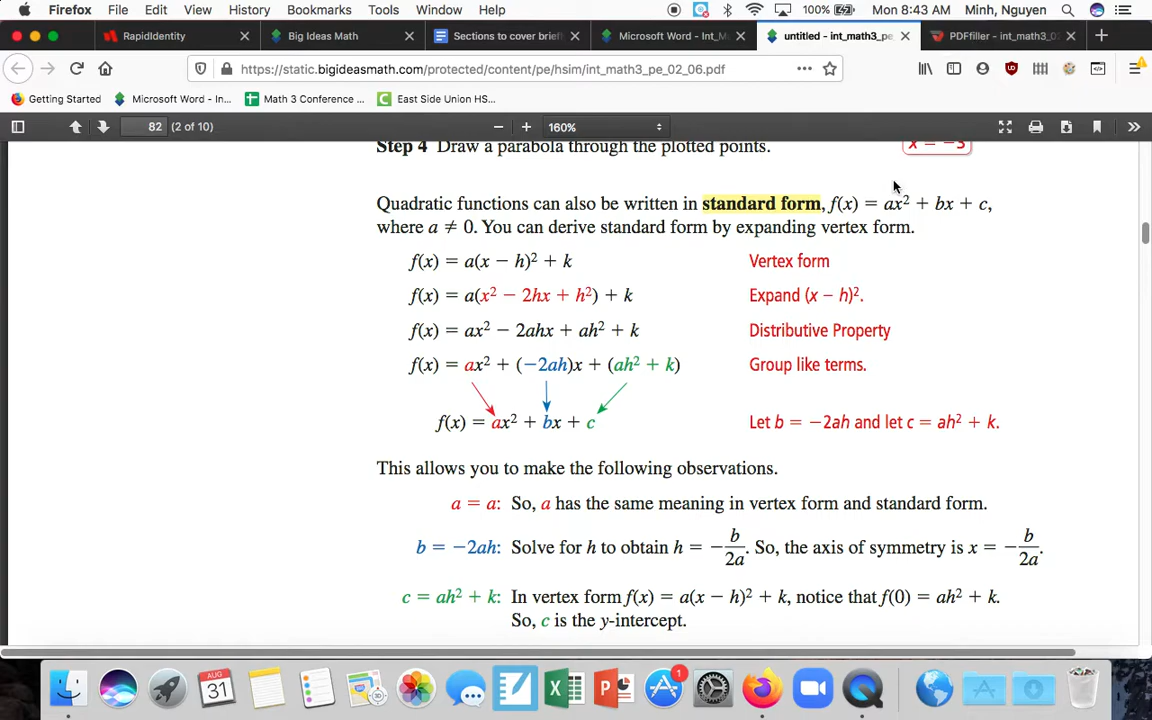 Firefox File Edit View History Bookmarks Tools Window Help 100% Mon 8:43 AM Minh, Nguyen
RapidIdentity Big Ideas Math Sections to cover brief Microsoft Word - Int_M untitled - int_math3_pe_ PDFfiller - int_math3_0
https://static.bigideasmath.com/protected/content/pe/hsim/int_math3_pe_02_06.pdf
Getting Started Microsoft Word - In... Math 3 Conference ... East Side Union HS...
82 (2 of 10) 160%
Step 4 Draw a parabola through the plotted points. x = −3
Quadratic functions can also be written in standard form, f(x) = ax² + bx + c,
where a ≠ 0. You can derive standard form by expanding vertex form.
f(x) = a(x − h)² + k Vertex form
f(x) = a(x² − 2hx + h²) + k Expand (x − h)².
f(x) = ax² − 2ahx + ah² + k Distributive Property
f(x) = ax² + (−2ah)x + (ah² + k) Group like terms.
f(x) = ax² + bx + c Let b = −2ah and let c = ah² + k.
This allows you to make the following observations.
a = a: So, a has the same meaning in vertex form and standard form.
b = −2ah: Solve for h to obtain h = −b/2a. So, the axis of symmetry is x = −b/2a.
c = ah² + k: In vertex form f(x) = a(x − h)² + k, notice that f(0) = ah² + k.
So, c is the y-intercept.
AUG
31
1